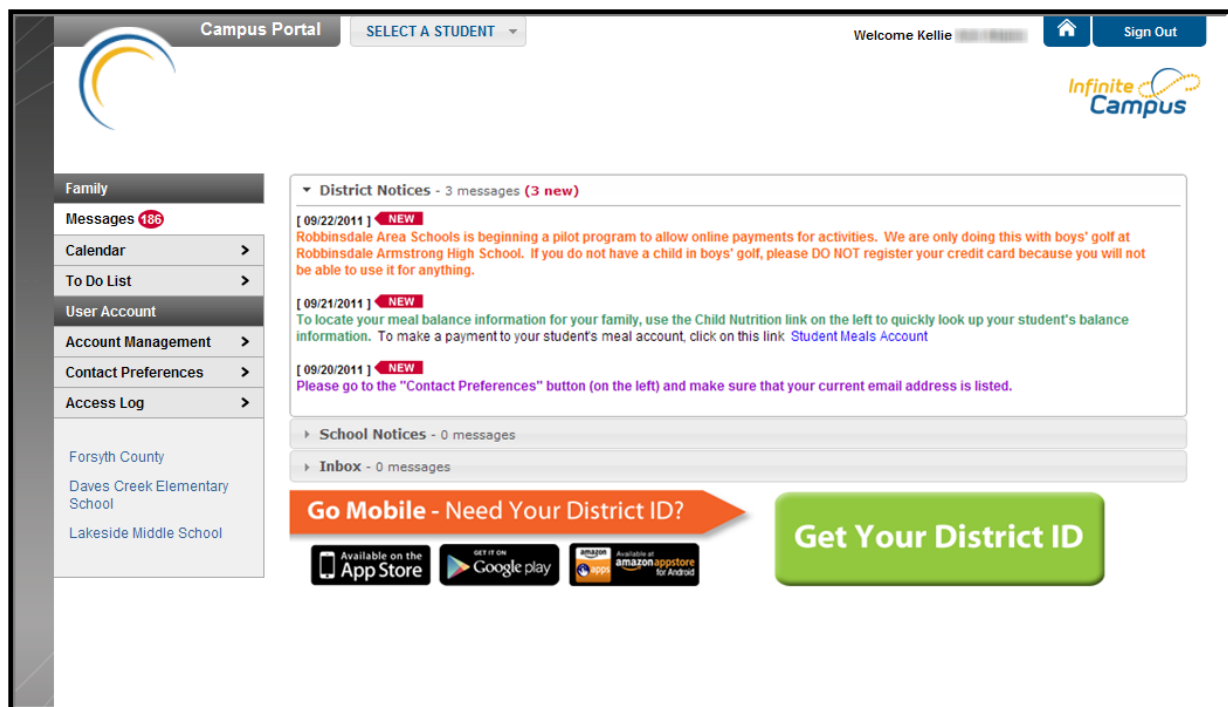 Campus Portal
SELECT A STUDENT
Welcome Kellie
Sign Out
Infinite
Campus
Family
Messages 186
Calendar
To Do List
User Account
Account Management
Contact Preferences
Access Log
Forsyth County
Daves Creek Elementary
School
Lakeside Middle School
District Notices - 3 messages (3 new)
[ 09/22/2011 ] NEW
Robbinsdale Area Schools is beginning a pilot program to allow online payments for activities. We are only doing this with boys' golf at
Robbinsdale Armstrong High School. If you do not have a child in boys' golf, please DO NOT register your credit card because you will not
be able to use it for anything.
[ 09/21/2011 ] NEW
To locate your meal balance information for your family, use the Child Nutrition link on the left to quickly look up your student's balance
information. To make a payment to your student's meal account, click on this link Student Meals Account
[ 09/20/2011 ] NEW
Please go to the "Contact Preferences" button (on the left) and make sure that your current email address is listed.
School Notices - 0 messages
Inbox - 0 messages
Go Mobile - Need Your District ID?
Available on the
App Store
GET IT ON
Google play
amazon
apps
Available at
amazonappstore
for Android
Get Your District ID